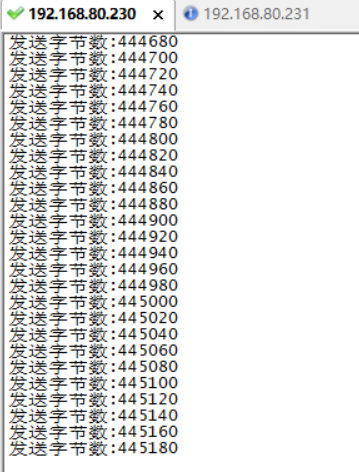 192.168.80.230 × 192.168.80.231
发送字节数:444680
发送字节数:444700
发送字节数:444720
发送字节数:444740
发送字节数:444760
发送字节数:444780
发送字节数:444800
发送字节数:444820
发送字节数:444840
发送字节数:444860
发送字节数:444880
发送字节数:444900
发送字节数:444920
发送字节数:444940
发送字节数:444960
发送字节数:444980
发送字节数:445000
发送字节数:445020
发送字节数:445040
发送字节数:445060
发送字节数:445080
发送字节数:445100
发送字节数:445120
发送字节数:445140
发送字节数:445160
发送字节数:445180